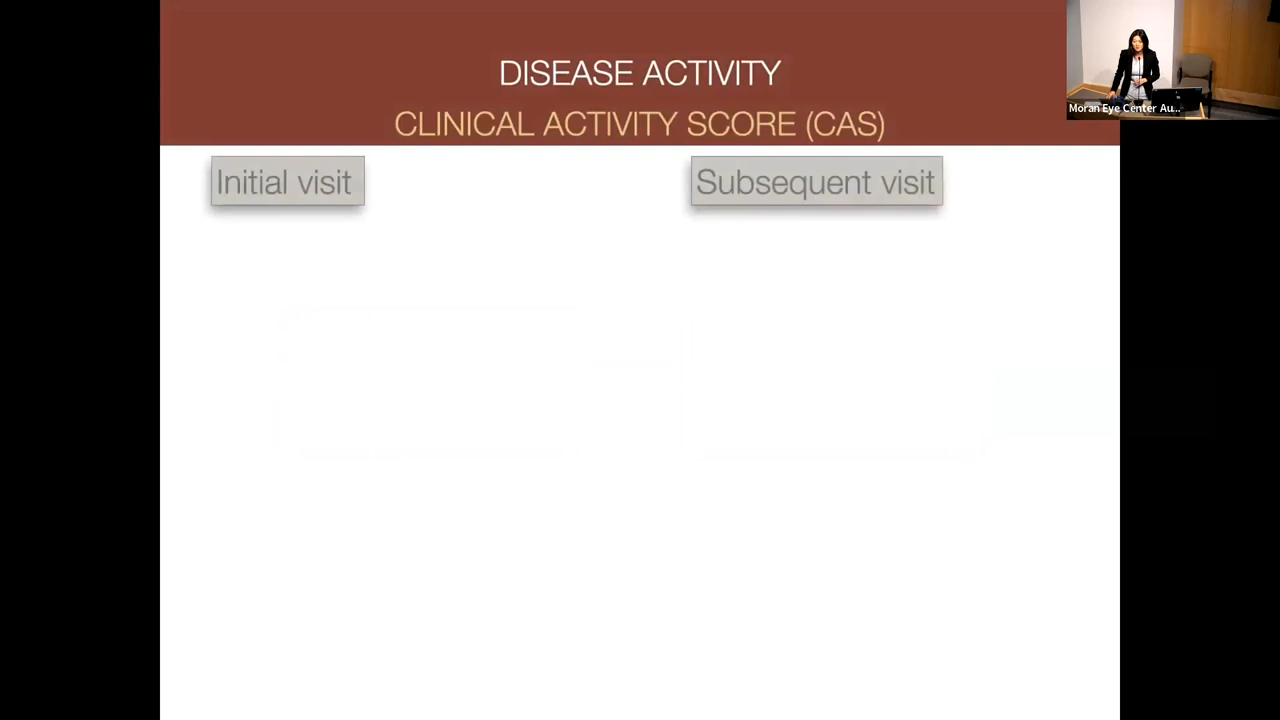 DISEASE ACTIVITY
CLINICAL ACTIVITY SCORE (CAS)
Moran Eye Center Au...
Initial visit
Subsequent visit